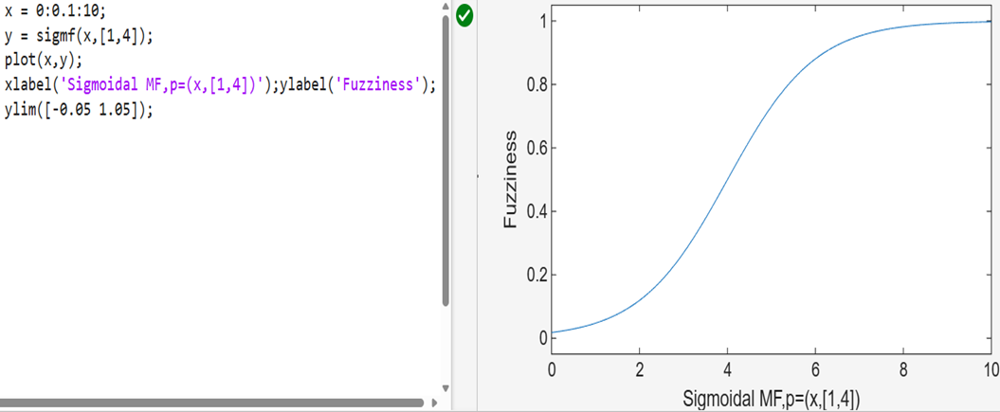 x = 0:0.1:10;
y = sigmf(x,[1,4]);
plot(x,y);
xlabel('Sigmoidal MF,p=(x,[1,4])');ylabel('Fuzziness');
ylim([-0.05 1.05]);
Fuzziness
1
0.8
0.6
0.4
0.2
0
0 2 4 6 8 10
Sigmoidal MF,p=(x,[1,4])